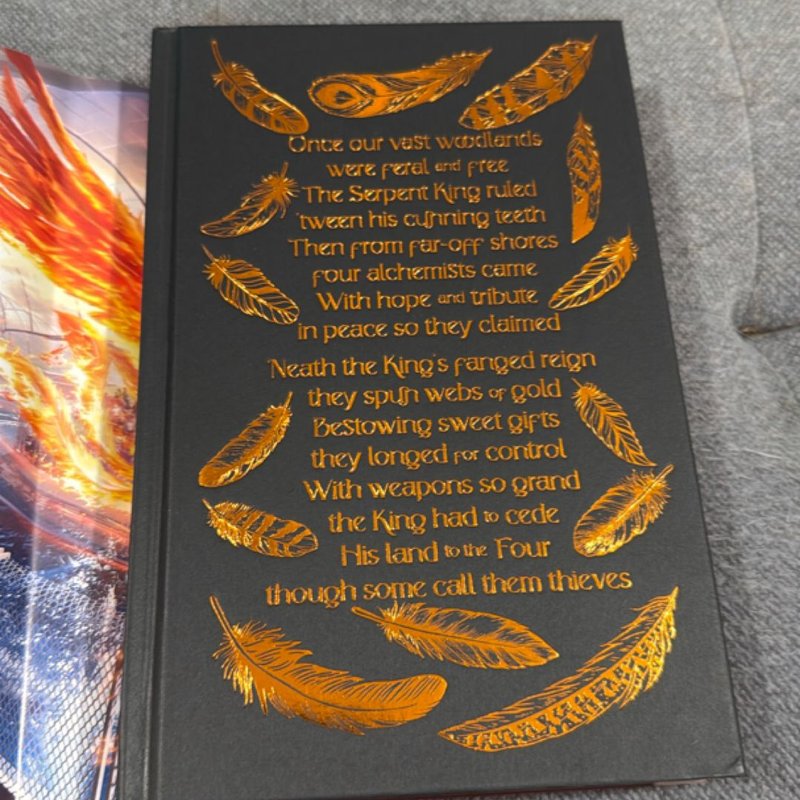 Once our vast woodlands
were feral and free
The Serpent King ruled
'tween his cunning teeth
Then from far-off shores
four alchemists came
With hope and tribute
in peace so they claimed
'Neath the King's fanged reign
they spun webs of gold
Bestowing sweet gifts
they longed for control
With weapons so grand
the King had to cede
His land to the Four
though some call them thieves